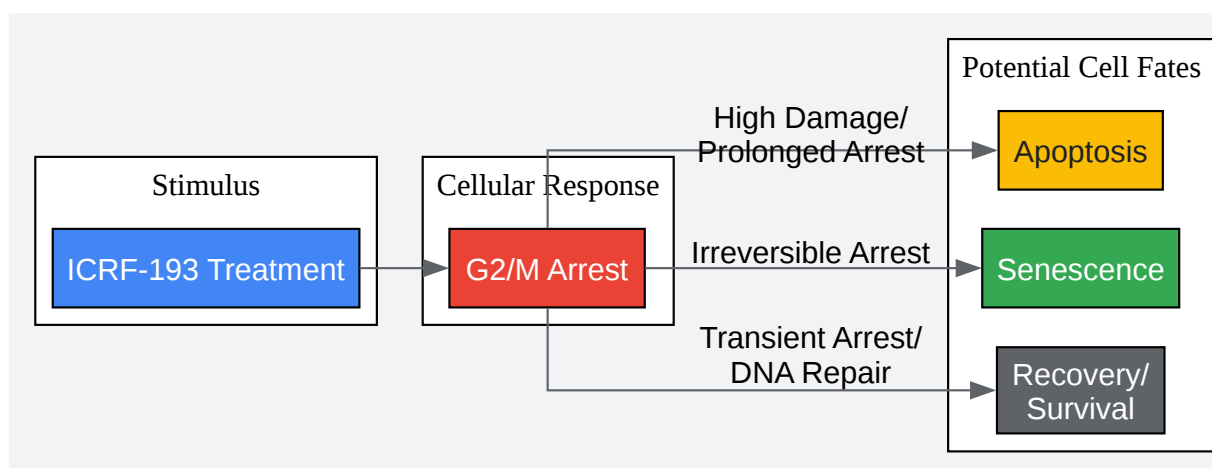 Stimulus
ICRF-193 Treatment
Cellular Response
G2/M Arrest
High Damage/
Prolonged Arrest
Irreversible Arrest
Transient Arrest/
DNA Repair
Potential Cell Fates
Apoptosis
Senescence
Recovery/
Survival